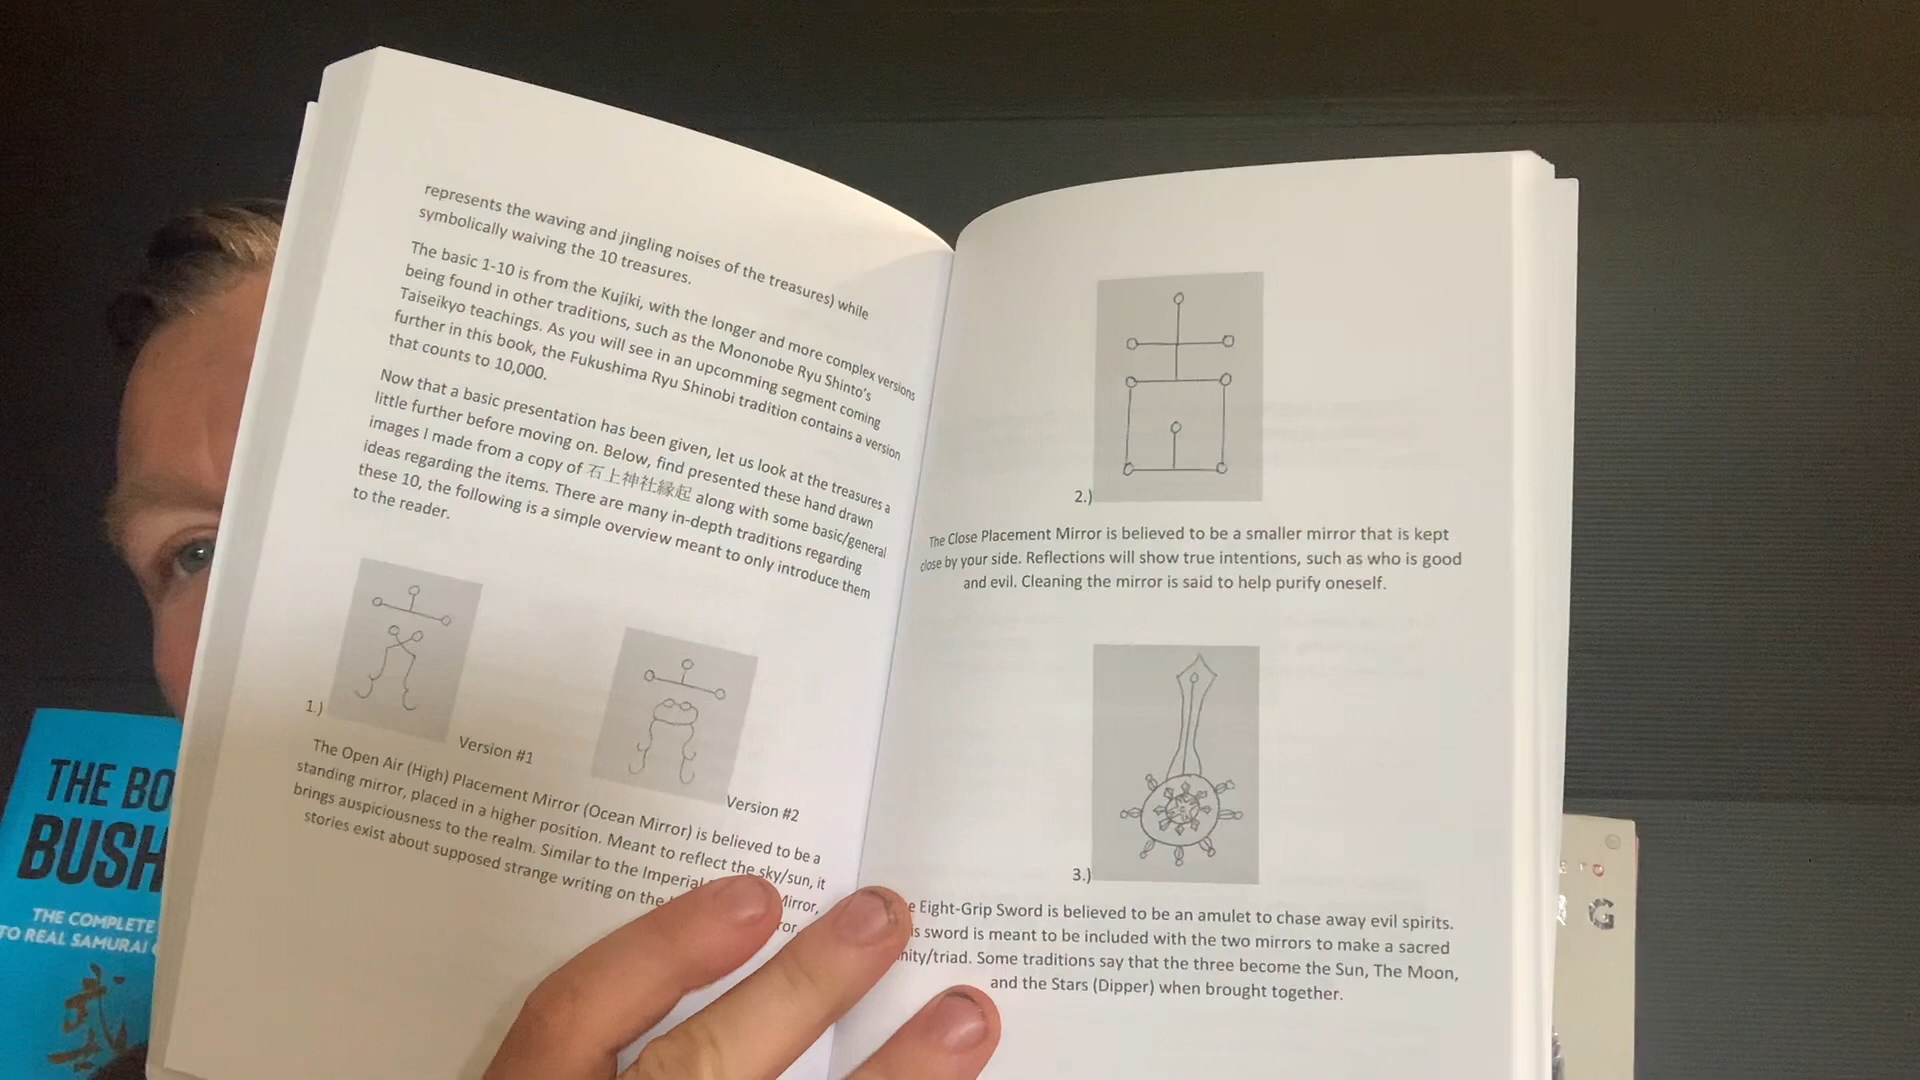 represents the waving and jingling noises of the treasures) while
symbolically waiving the 10 treasures.
The basic 1-10 is from the Kujiki, with the longer and more complex versions
being found in other traditions, such as the Mononobe Ryu Shinto's
Taiseikyo teachings. As you will see in an upcomming segment coming
further in this book, the Fukushima Ryu Shinobi tradition contains a version
that counts to 10,000.
Now that a basic presentation has been given, let us look at the treasures a
little further before moving on. Below, find presented these hand drawn
images I made from a copy of 石上神社縁起 along with some basic/general
ideas regarding the items. There are many in-depth traditions regarding
these 10, the following is a simple overview meant to only introduce them
to the reader.
1.)
Version #1
Version #2
The Open Air (High) Placement Mirror (Ocean Mirror) is believed to be a
standing mirror, placed in a higher position. Meant to reflect the sky/sun, it
brings auspiciousness to the realm. Similar to the Imperial Mirror,
stories exist about supposed strange writing on the
2.)
The Close Placement Mirror is believed to be a smaller mirror that is kept
close by your side. Reflections will show true intentions, such as who is good
and evil. Cleaning the mirror is said to help purify oneself.
3.)
Eight-Grip Sword is believed to be an amulet to chase away evil spirits.
sword is meant to be included with the two mirrors to make a sacred
nity/triad. Some traditions say that the three become the Sun, The Moon,
and the Stars (Dipper) when brought together.
THE BO
BUSH
THE COMPLETE
TO REAL SAMURAI
武
G